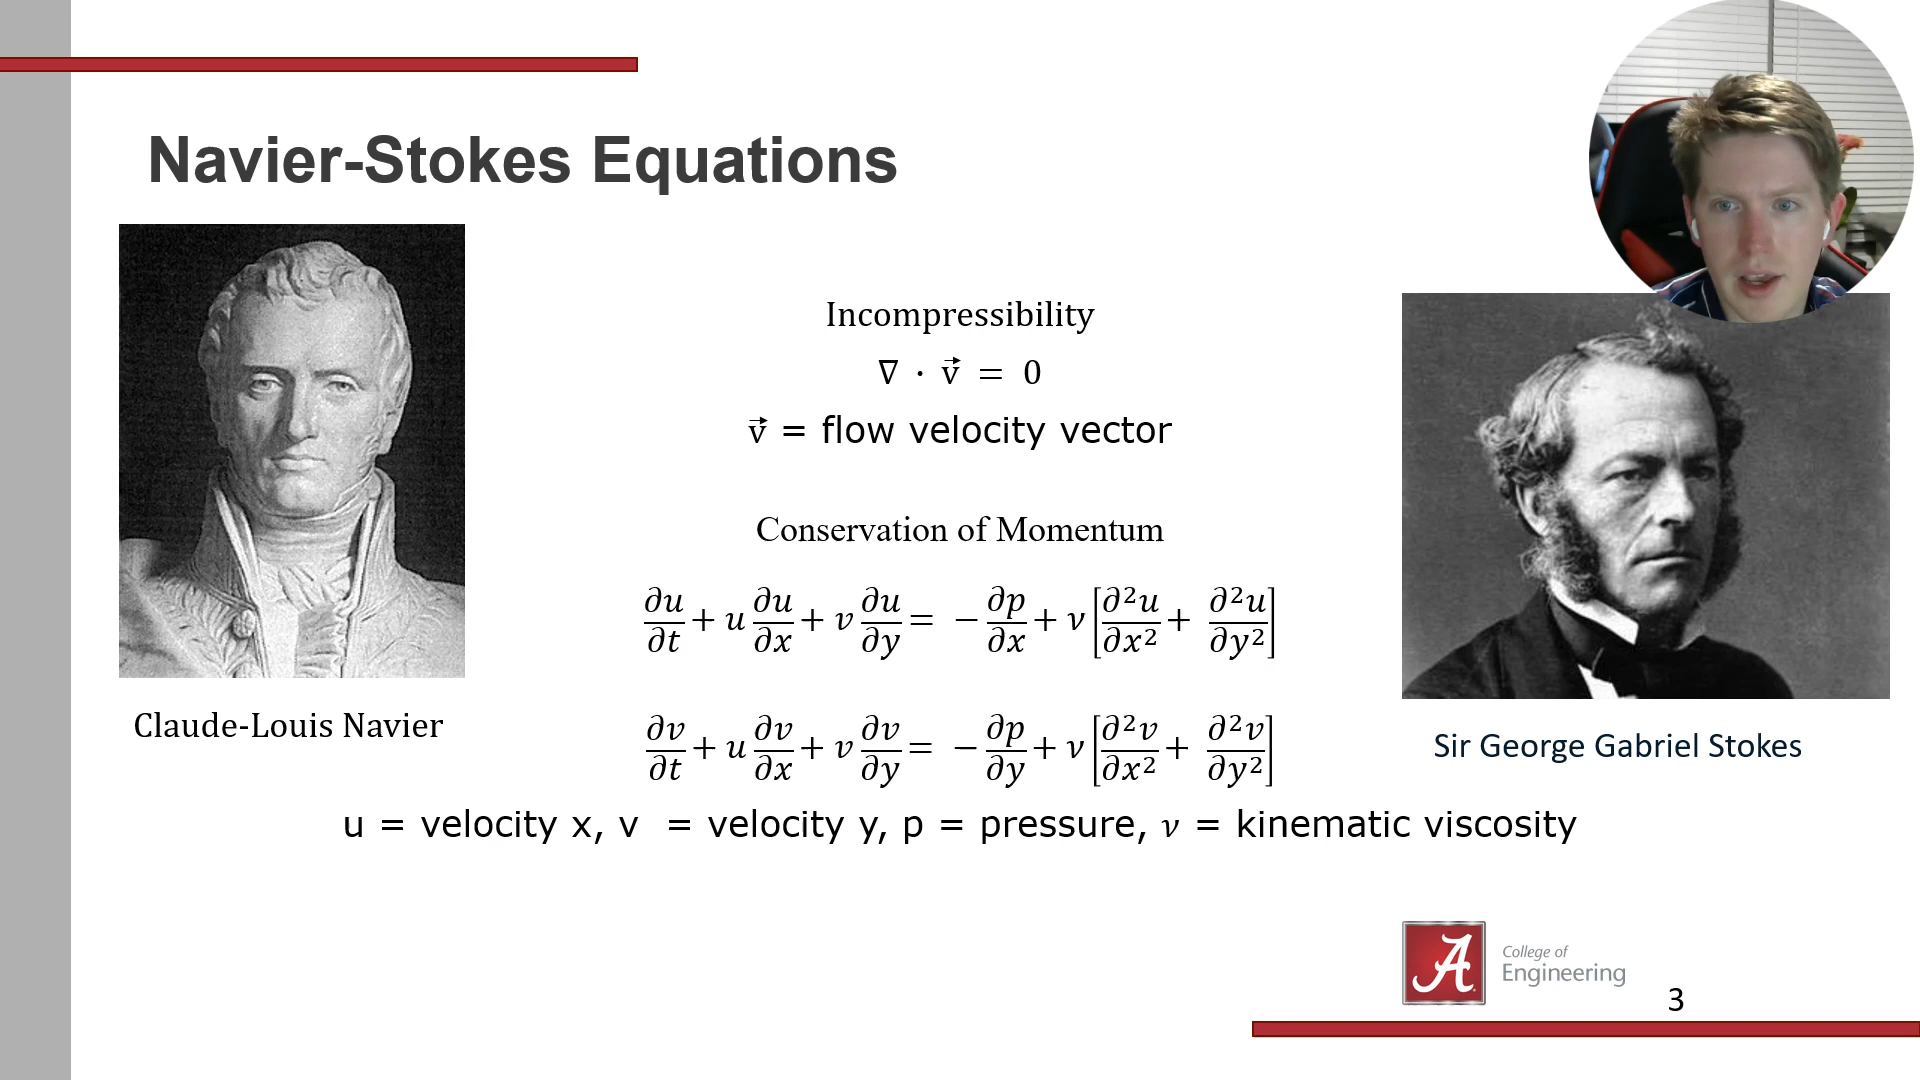 Navier-Stokes Equations
Incompressibility
∇ · v⃗ = 0
v⃗ = flow velocity vector
Conservation of Momentum
∂u/∂t + u ∂u/∂x + v ∂u/∂y = − ∂p/∂x + ν [∂²u/∂x² + ∂²u/∂y²]
∂v/∂t + u ∂v/∂x + v ∂v/∂y = − ∂p/∂y + ν [∂²v/∂x² + ∂²v/∂y²]
Claude-Louis Navier
Sir George Gabriel Stokes
u = velocity x, v = velocity y, p = pressure, ν = kinematic viscosity
A
College of
Engineering
3